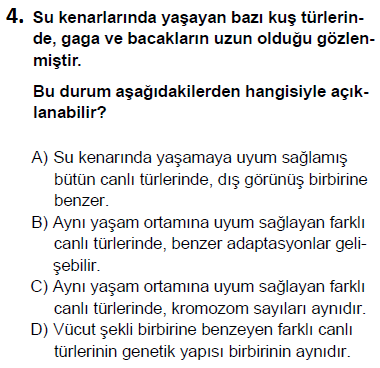 4. Su kenarlarında yaşayan bazı kuş türlerin-
de, gaga ve bacakların uzun olduğu gözlen-
miştir.
Bu durum aşağıdakilerden hangisiyle açık-
lanabilir?
A) Su kenarında yaşamaya uyum sağlamış
bütün canlı türlerinde, dış görünüş birbirine
benzer.
B) Aynı yaşam ortamına uyum sağlayan farklı
canlı türlerinde, benzer adaptasyonlar geli-
şebilir.
C) Aynı yaşam ortamına uyum sağlayan farklı
canlı türlerinde, kromozom sayıları aynıdır.
D) Vücut şekli birbirine benzeyen farklı canlı
türlerinin genetik yapısı birbirinin aynıdır.